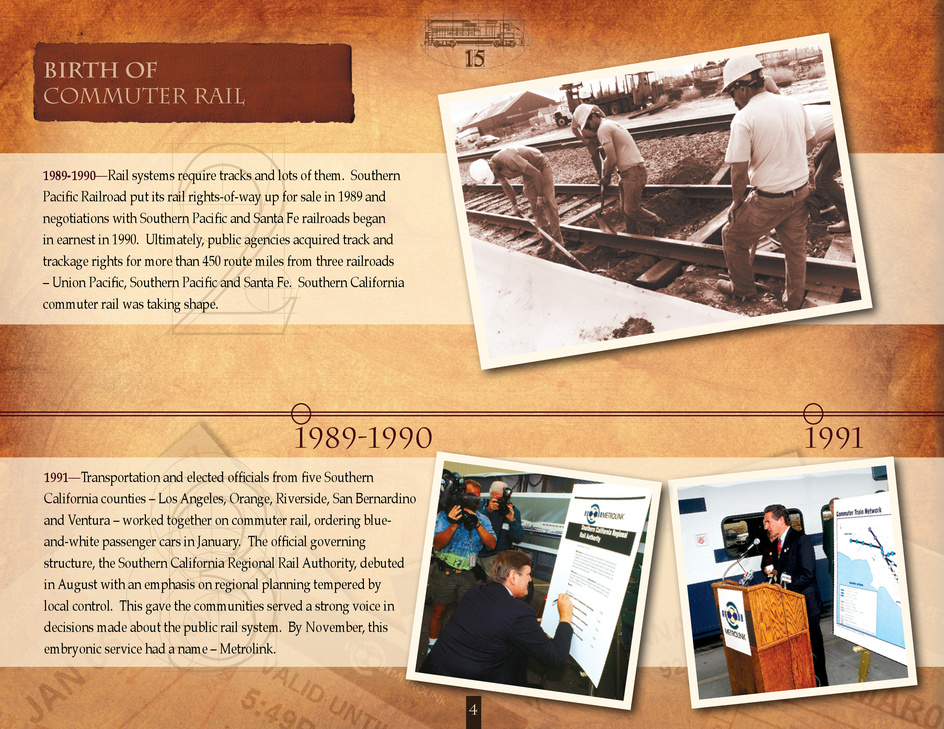 15
BIRTH OF
COMMUTER RAIL
1989-1990—Rail systems require tracks and lots of them. Southern
Pacific Railroad put its rail rights-of-way up for sale in 1989 and
negotiations with Southern Pacific and Santa Fe railroads began
in earnest in 1990. Ultimately, public agencies acquired track and
trackage rights for more than 450 route miles from three railroads
– Union Pacific, Southern Pacific and Santa Fe. Southern California
commuter rail was taking shape.
2
1989-1990
1991
1991—Transportation and elected officials from five Southern
California counties – Los Angeles, Orange, Riverside, San Bernardino
and Ventura – worked together on commuter rail, ordering blue-
and-white passenger cars in January. The official governing
structure, the Southern California Regional Rail Authority, debuted
in August with an emphasis on regional planning tempered by
local control. This gave the communities served a strong voice in
decisions made about the public rail system. By November, this
embryonic service had a name – Metrolink.
METROLINK
Southern California Regional
Rail Authority
Commuter Train Network
METROLINK
JAN
VALID UNTIL
5:49
4